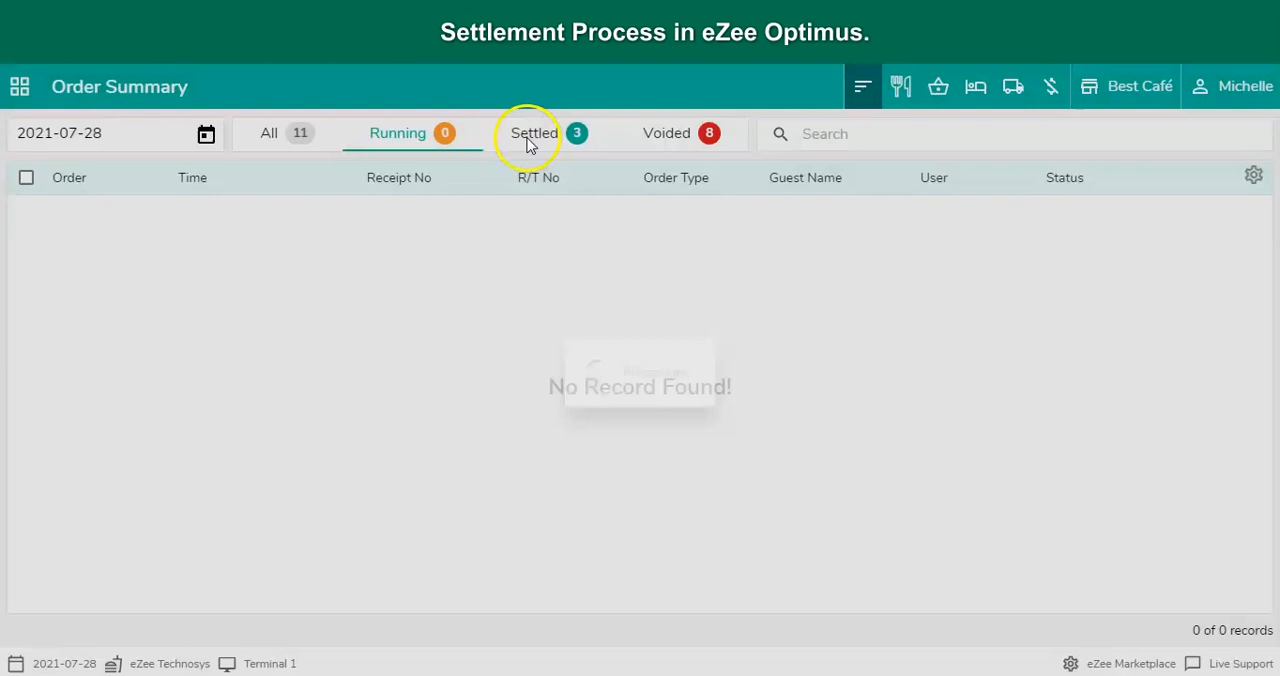 Settlement Process in eZee Optimus.
Order Summary
Best Café
Michelle
2021-07-28
All 11
Running 0
Settled 3
Voided 8
Search
Order Time Receipt No R/T No Order Type Guest Name User Status
No Record Found!
0 of 0 records
2021-07-28 eZee Technosys Terminal 1 eZee Marketplace Live Support